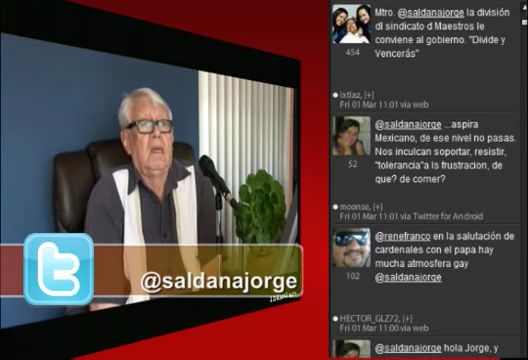 @saldanajorge
Mtro. @saldanajorge la división
dl sindicato d Maestros le
conviene al gobierno. "Divide y
Vencerás"
454
ixtlaz, [+]
Fri 01 Mar 11:01 via web
@saldanajorge ...aspira
Mexicano, de ese nivel no pasas.
Nos inculcan soportar, resistir,
"tolerancia"a ls frustracion, de
que? de comer?
52
moonse, [+]
Fri 01 Mar 11:01 via Twitter for Android
@renefranco en la salutación de
cardenales con el papa hay
mucha atmosfera gay
@saldanajorge
102
HECTOR_GLZ72, [+]
Fri 01 Mar 11:00 via web
@saldanajorge hola Jorge, y